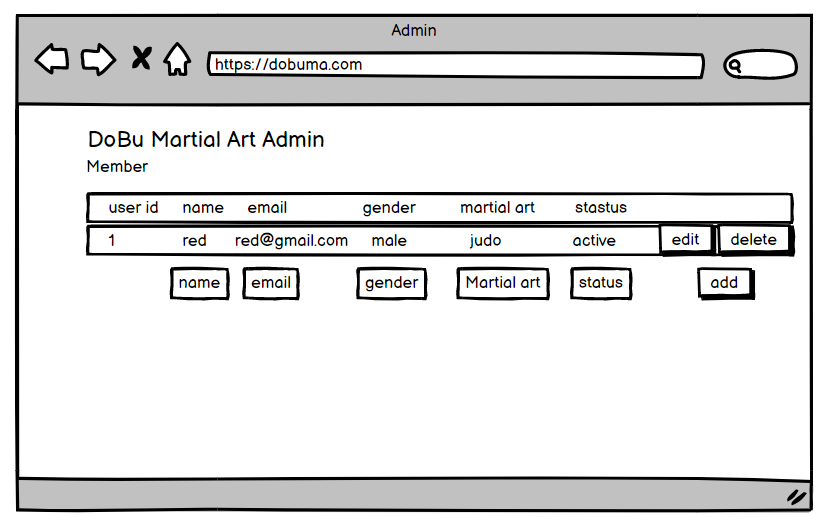 Admin
https://dobuma.com
DoBu Martial Art Admin
Member
user id name email gender martial art stastus
1 red red@gmail.com male judo active edit delete
name email gender Martial art status add